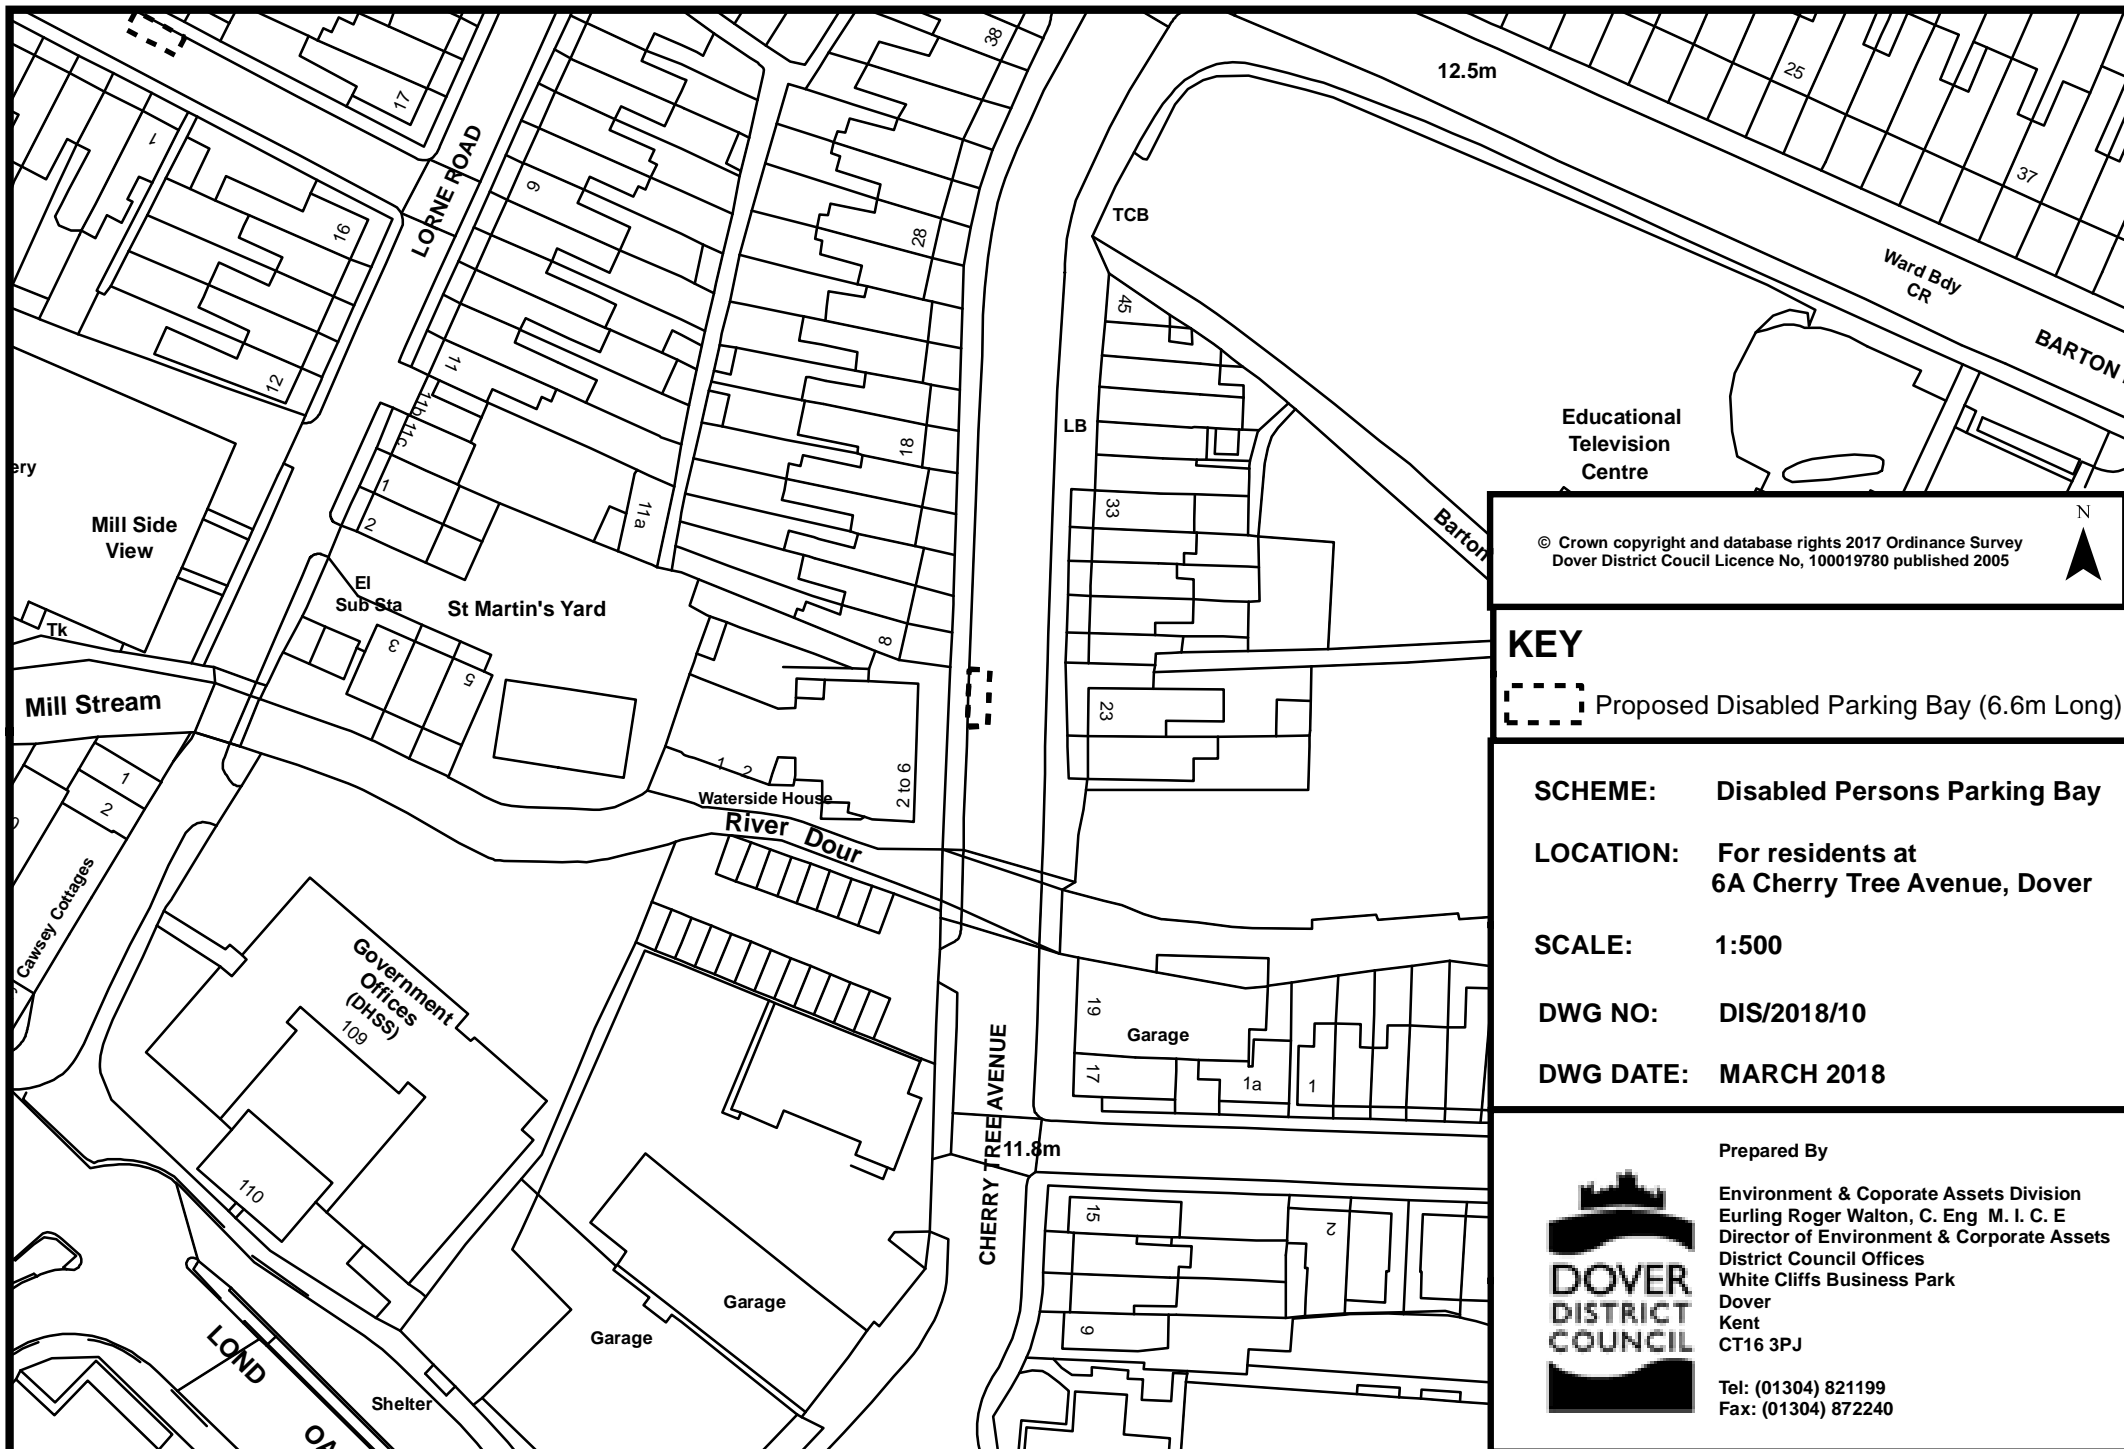 38
12.5m
25
17
1
LORNE ROAD
9
37
16
28
TCB
Ward Bdy
CR
45
BARTON
12
11
11b
11c
LB
18
Educational
Television
Centre
ery
1
2
11a
33
Barton
Mill Side
View
El
Sub Sta
St Martin's Yard
Tk
3
5
8
Mill Stream
23
1
2
1 2
Waterside House
2 to 6
River Dour
Cawsey Cottages
Government
Offices
(DHSS)
109
19
Garage
17
1a
1
CHERRY TREE AVENUE
11.8m
110
15
2
9
Garage
Garage
LOND
Shelter
OA
N
© Crown copyright and database rights 2017 Ordinance Survey
Dover District Coucil Licence No, 100019780 published 2005
KEY
Proposed Disabled Parking Bay (6.6m Long)
SCHEME: Disabled Persons Parking Bay
LOCATION: For residents at
6A Cherry Tree Avenue, Dover
SCALE: 1:500
DWG NO: DIS/2018/10
DWG DATE: MARCH 2018
Prepared By
Environment & Coporate Assets Division
Eurling Roger Walton, C. Eng M. I. C. E
Director of Environment & Corporate Assets
District Council Offices
White Cliffs Business Park
Dover
Kent
CT16 3PJ
Tel: (01304) 821199
Fax: (01304) 872240
DOVER
DISTRICT
COUNCIL